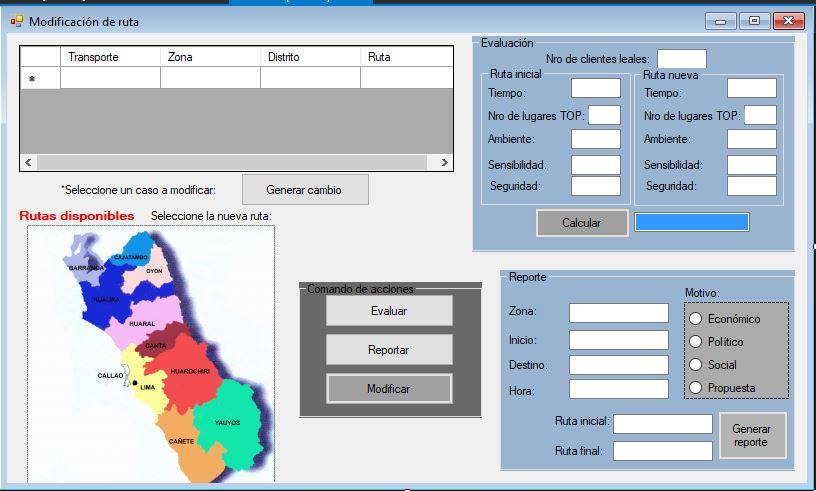 Modificación de ruta
Transporte Zona Distrito Ruta
*Seleccione un caso a modificar: Generar cambio
Rutas disponibles Seleccione la nueva ruta:
BARRANCA
CAJATAMBO
OYON
HUAURA
HUARAL
CANTA
CALLAO
LIMA
HUAROCHIRI
YAUYOS
CAÑETE
Comando de acciones
Evaluar
Reportar
Modificar
Evaluación
Nro de clientes leales:
Ruta inicial
Tiempo:
Nro de lugares TOP:
Ambiente:
Sensibilidad:
Seguridad:
Ruta nueva
Tiempo:
Nro de lugares TOP:
Ambiente:
Sensibilidad:
Seguridad:
Calcular
Reporte
Zona:
Inicio:
Destino:
Hora:
Motivo:
Económico
Político
Social
Propuesta
Ruta inicial:
Ruta final:
Generar
reporte